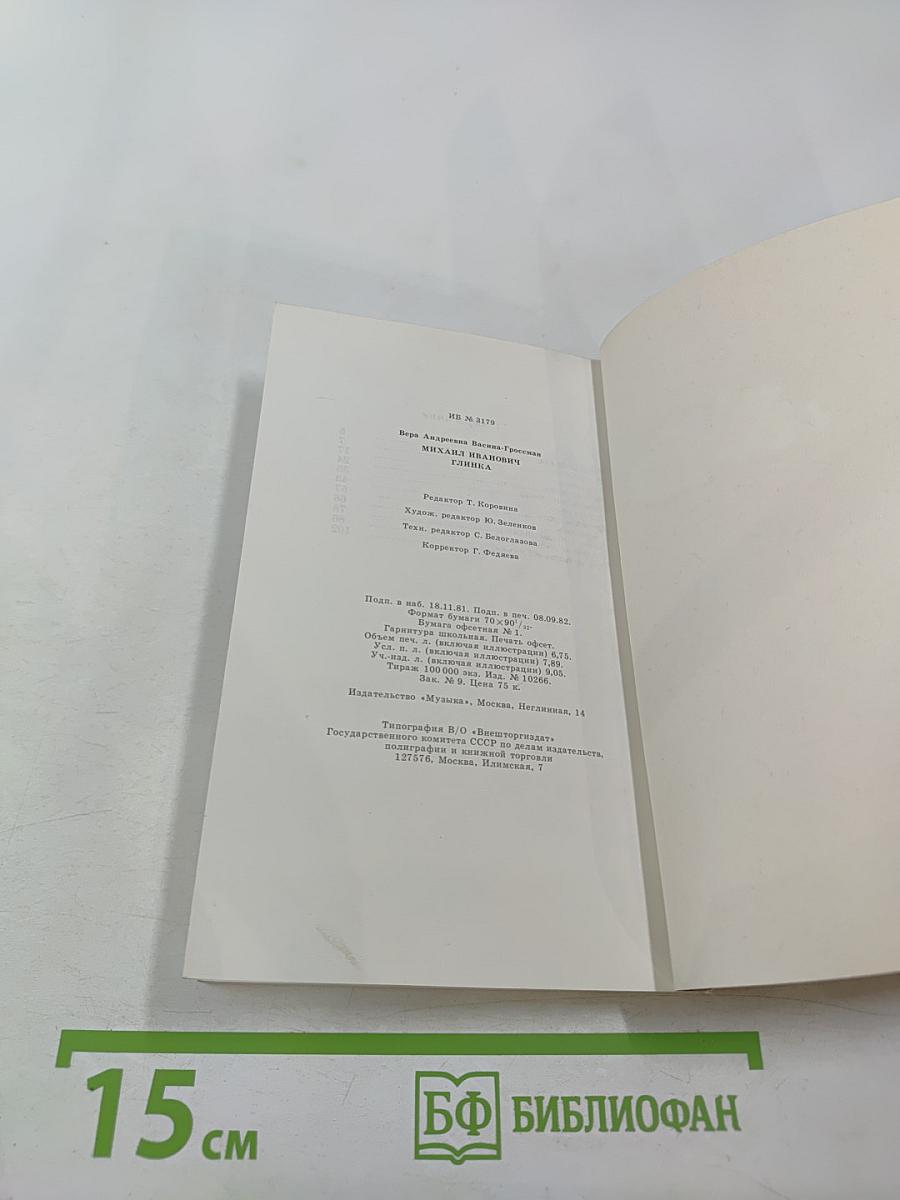 ИБ № 3179
Вера Андреевна Васина-Гроссман
МИХАИЛ ИВАНОВИЧ
ГЛИНКА
Редактор Т. Коровина
Худож. редактор Ю. Зеленков
Техн. редактор С. Белоглазова
Корректор Г. Федяева
Подп. в наб. 18.11.81. Подп. в печ. 08.09.82.
Формат бумаги 70×90¹/₃₂.
Бумага офсетная № 1.
Гарнитура школьная. Печать офсет.
Объем печ. л. (включая иллюстрации) 6,75.
Усл. п. л. (включая иллюстрации) 7,89.
Уч.-изд. л. (включая иллюстрации) 9,05.
Тираж 100 000 экз. Изд. № 10266.
Зак. № 9. Цена 75 к.
Издательство «Музыка», Москва, Неглинная, 14
Типография В/О «Внешторгиздат»
Государственного комитета СССР по делам издательств,
полиграфии и книжной торговли
127576, Москва, Илимская, 7
15 см
БФ БИБЛИОФАН